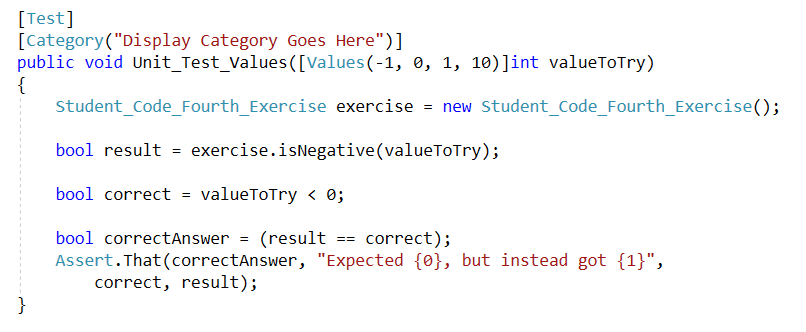 [Test]
[Category("Display Category Goes Here")]
public void Unit_Test_Values([Values(-1, 0, 1, 10)]int valueToTry)
{
    Student_Code_Fourth_Exercise exercise = new Student_Code_Fourth_Exercise();
    bool result = exercise.isNegative(valueToTry);
    bool correct = valueToTry < 0;
    bool correctAnswer = (result == correct);
    Assert.That(correctAnswer, "Expected {0}, but instead got {1}",
        correct, result);
}